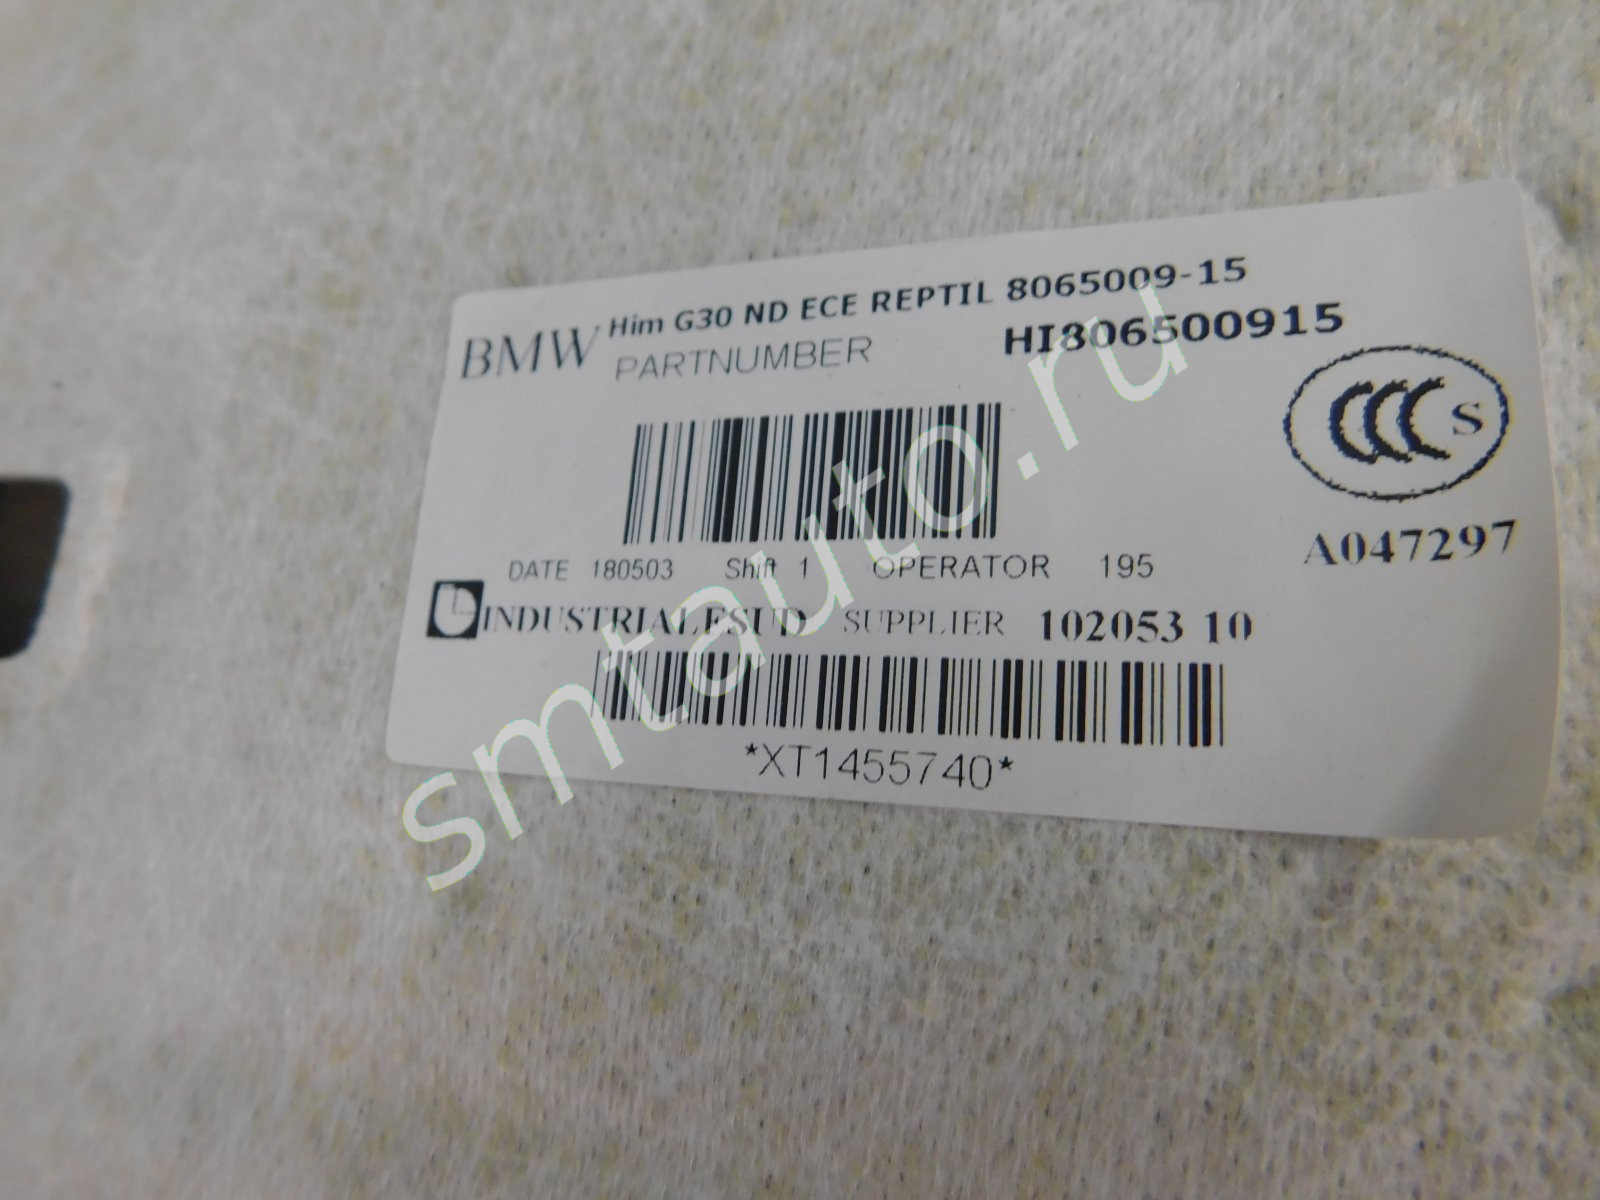 BMW Him G30 ND ECE REPTIL 8065009-15
PARTNUMBER HI806500915
CCC S
A047297
DATE 180503 Shift 1 OPERATOR 195
INDUSTRIALESUD SUPPLIER 102053 10
*XT1455740*
smtauto.ru